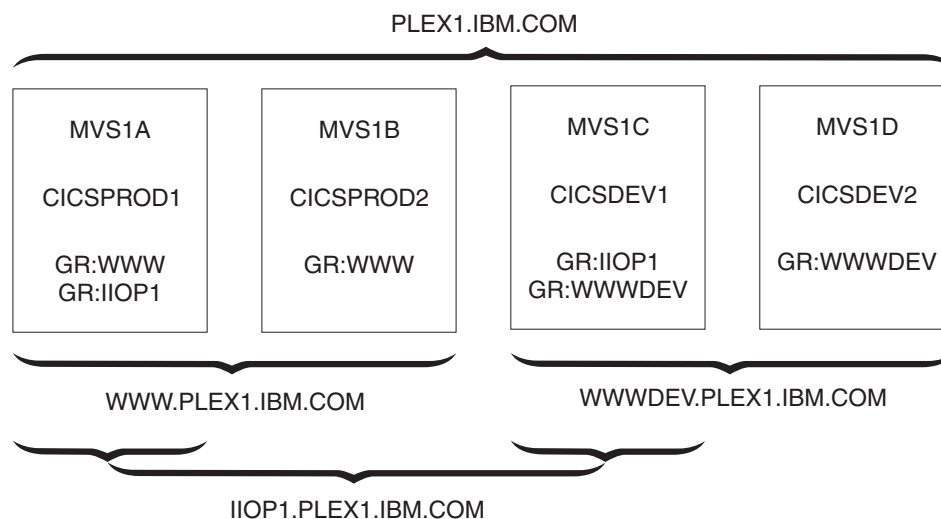 PLEX1.IBM.COM
MVS1A
CICSPROD1
GR:WWW
GR:IIOP1
MVS1B
CICSPROD2
GR:WWW
MVS1C
CICSDEV1
GR:IIOP1
GR:WWWDEV
MVS1D
CICSDEV2
GR:WWWDEV
WWW.PLEX1.IBM.COM
WWWDEV.PLEX1.IBM.COM
IIOP1.PLEX1.IBM.COM